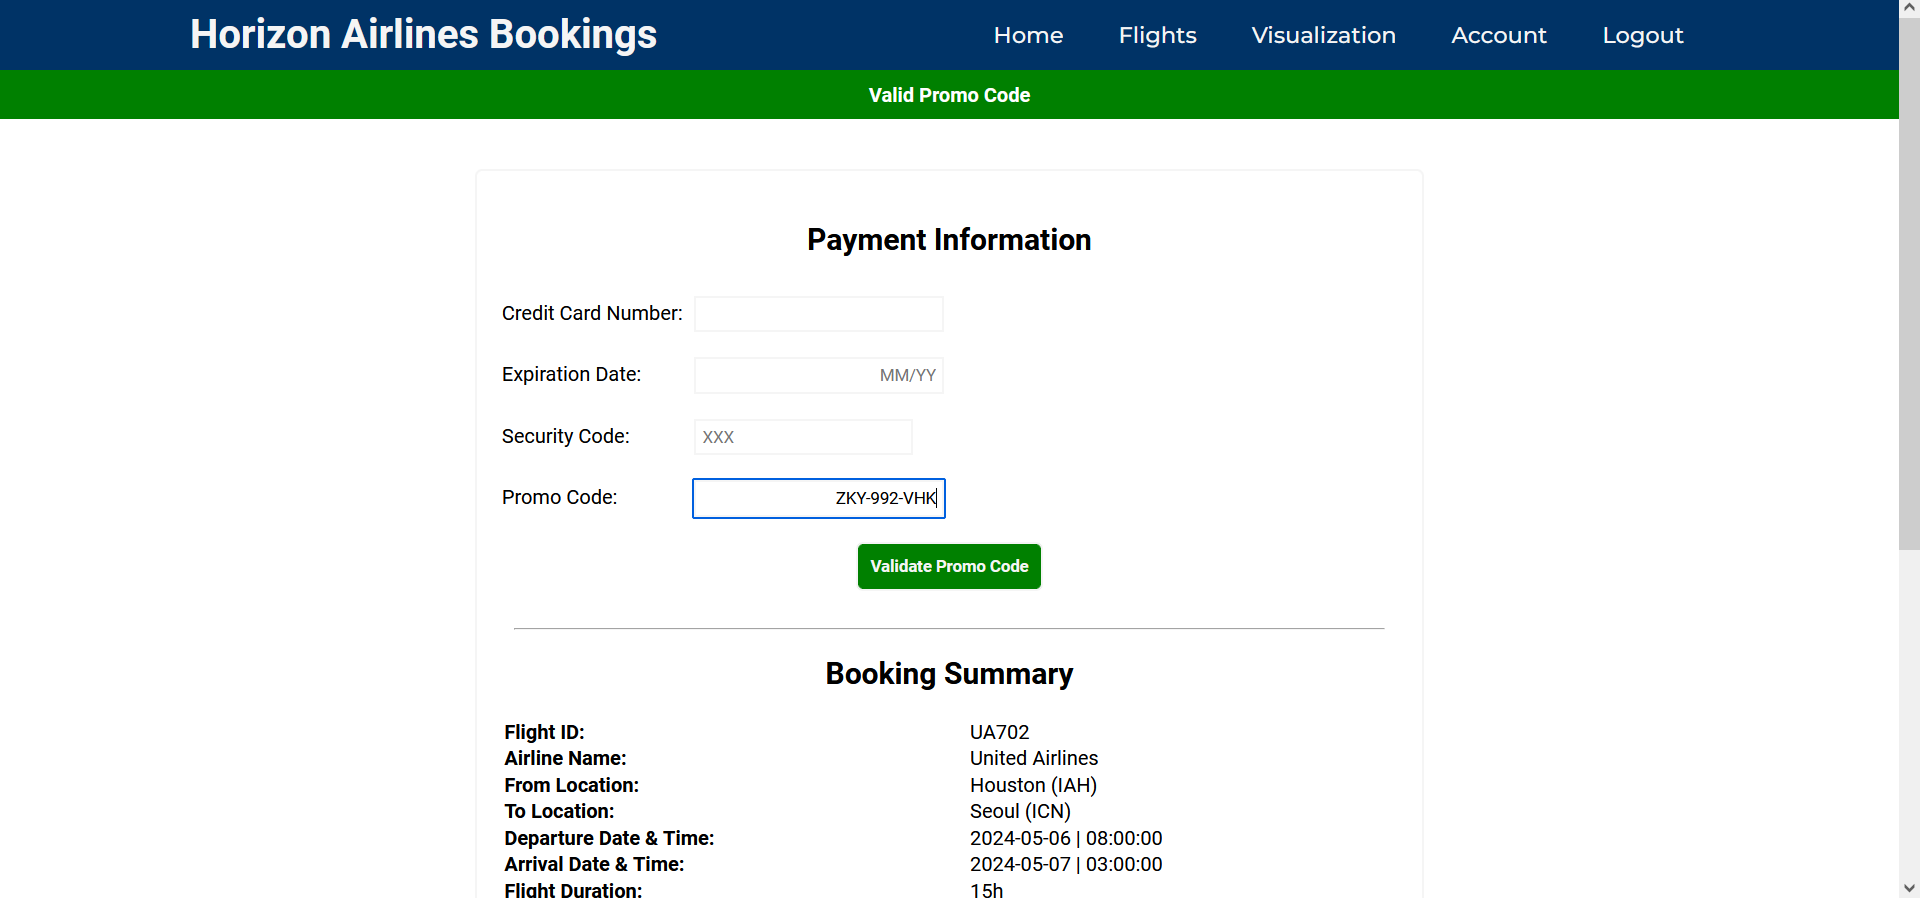 Horizon Airlines Bookings
Home Flights Visualization Account Logout
Valid Promo Code
Payment Information
Credit Card Number:
Expiration Date: MM/YY
Security Code: XXX
Promo Code: ZKY-992-VHK
Validate Promo Code
Booking Summary
Flight ID: UA702
Airline Name: United Airlines
From Location: Houston (IAH)
To Location: Seoul (ICN)
Departure Date & Time: 2024-05-06 | 08:00:00
Arrival Date & Time: 2024-05-07 | 03:00:00
Flight Duration: 15h